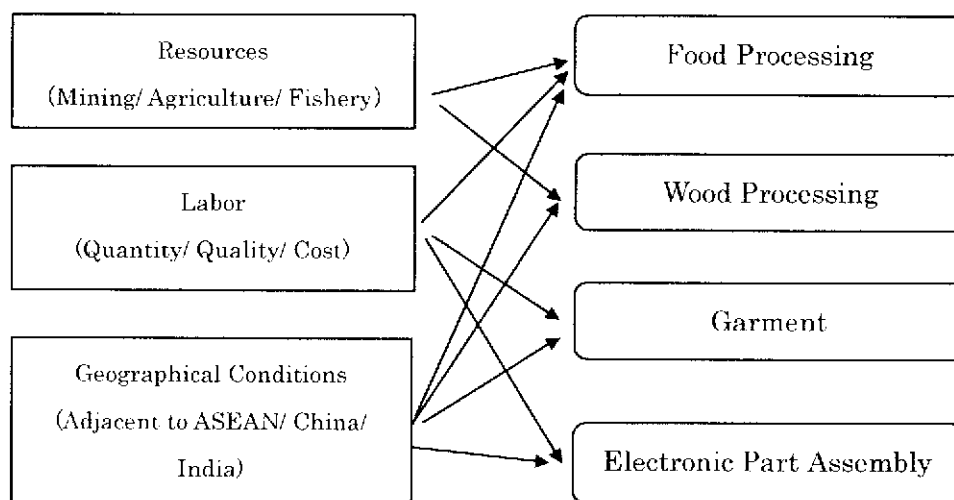 Resources
(Mining/ Agriculture/ Fishery)
Labor
(Quantity/ Quality/ Cost)
Geographical Conditions
(Adjacent to ASEAN/ China/
India)
Food Processing
Wood Processing
Garment
Electronic Part Assembly